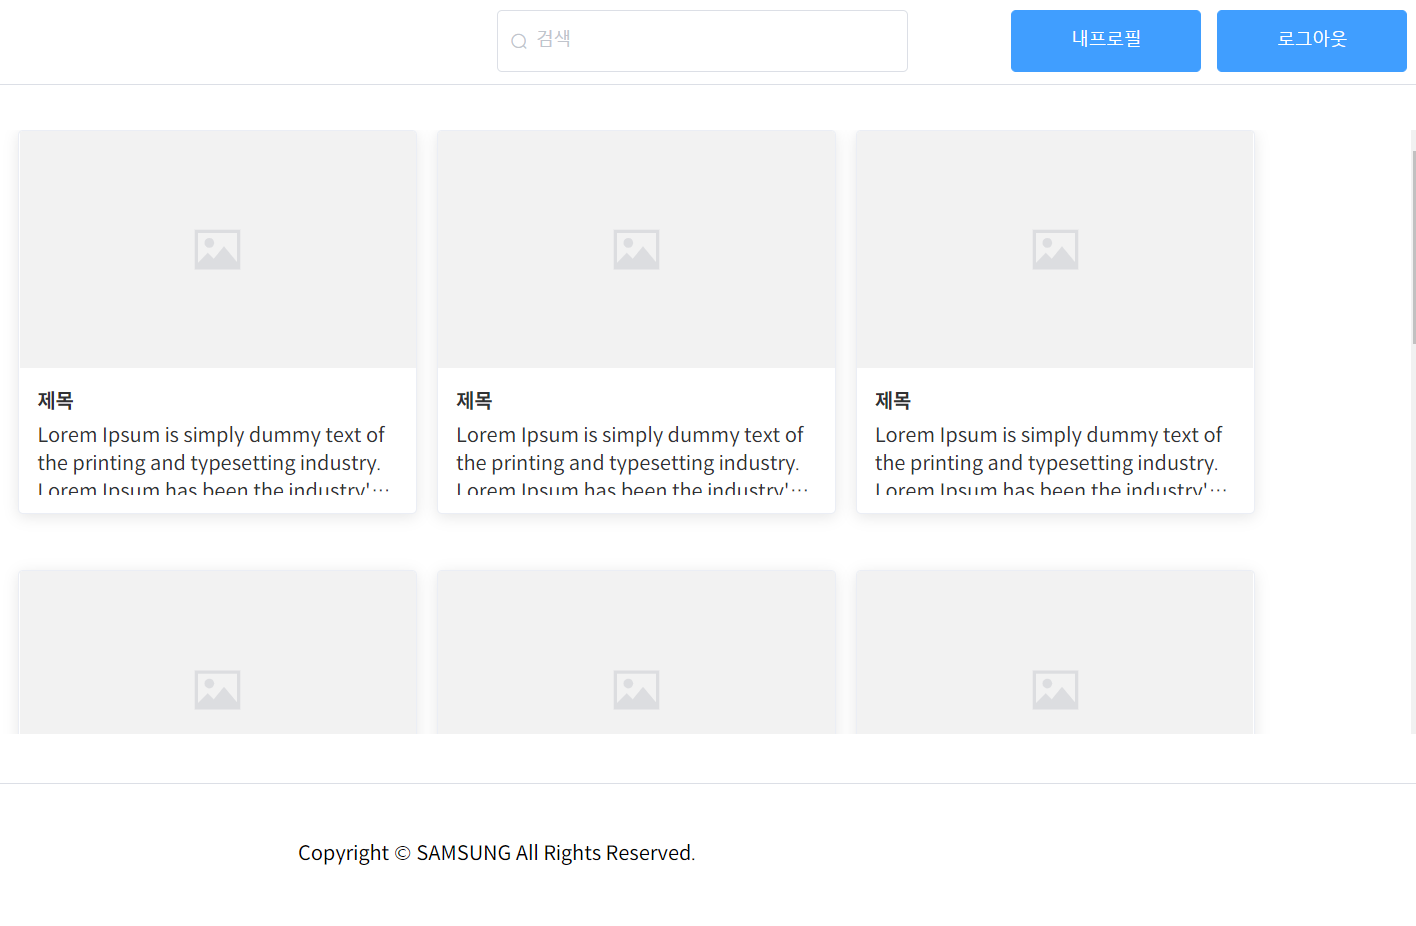 검색
내프로필
로그아웃
제목
Lorem Ipsum is simply dummy text of
the printing and typesetting industry.
Lorem Ipsum has been the industry'…
제목
Lorem Ipsum is simply dummy text of
the printing and typesetting industry.
Lorem Ipsum has been the industry'…
제목
Lorem Ipsum is simply dummy text of
the printing and typesetting industry.
Lorem Ipsum has been the industry'…
Copyright © SAMSUNG All Rights Reserved.